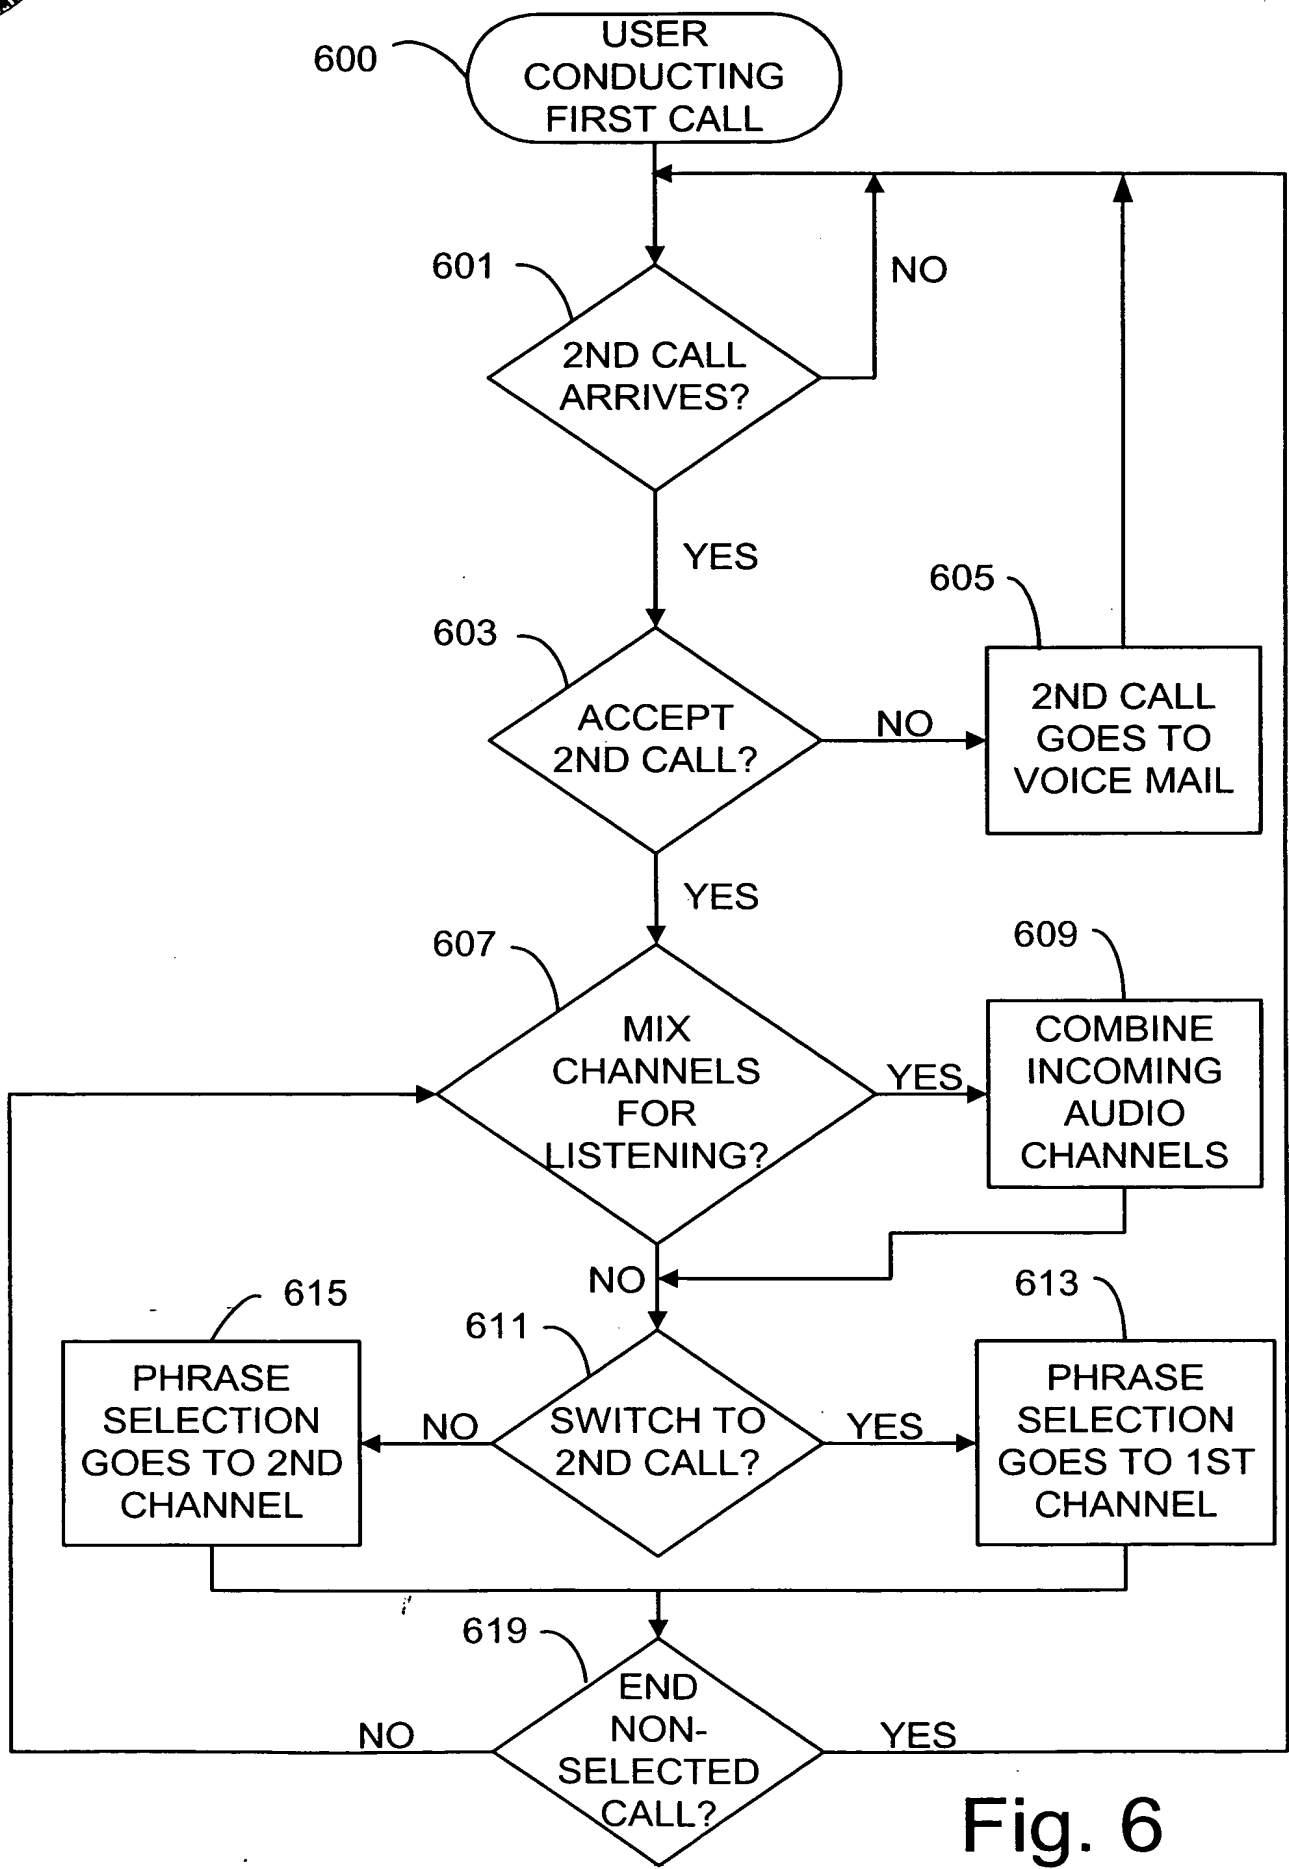 600
USER
CONDUCTING
FIRST CALL
601
NO
2ND CALL
ARRIVES?
YES
605
603
2ND CALL
GOES TO
VOICE MAIL
ACCEPT
2ND CALL?
NO
YES
607
609
MIX
CHANNELS
FOR
LISTENING?
YES
COMBINE
INCOMING
AUDIO
CHANNELS
NO
615
611
613
PHRASE
SELECTION
GOES TO 2ND
CHANNEL
NO
SWITCH TO
2ND CALL?
YES
PHRASE
SELECTION
GOES TO 1ST
CHANNEL
619
END
NON-
SELECTED
CALL?
NO
YES
Fig. 6